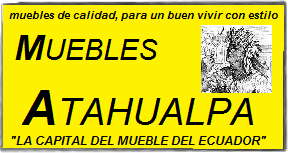 muebles de calidad, para un buen vivir con estilo
MUEBLES
ATAHUALPA
"LA CAPITAL DEL MUEBLE DEL ECUADOR"